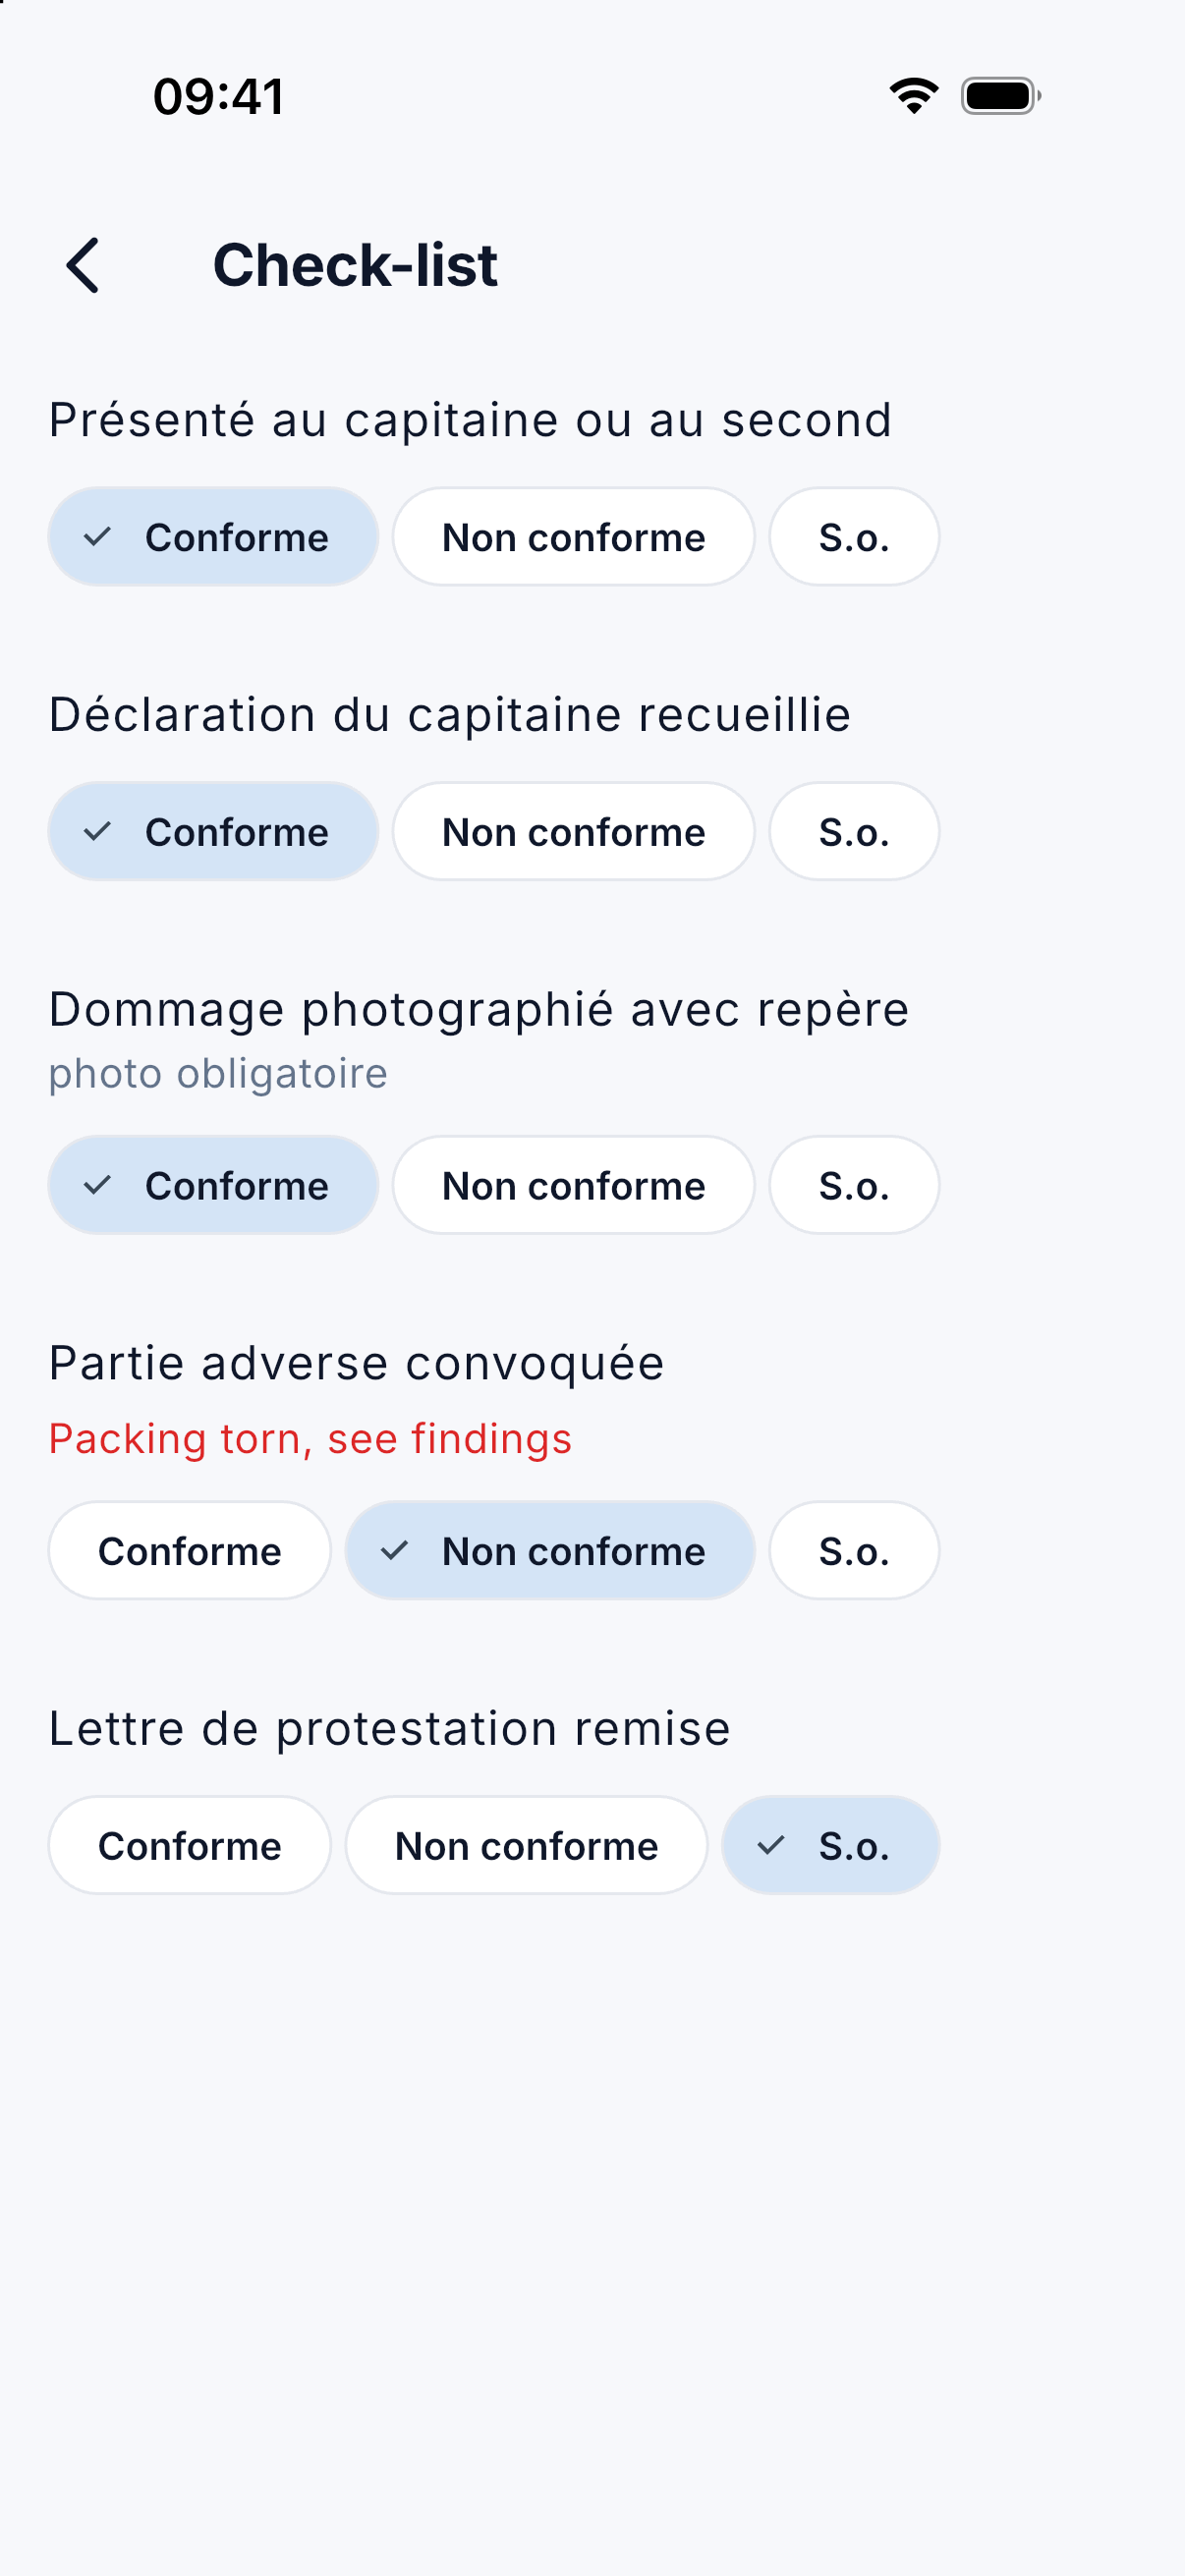 09:41
Check-list
Présenté au capitaine ou au second
Conforme Non conforme S.o.
Déclaration du capitaine recueillie
Conforme Non conforme S.o.
Dommage photographié avec repère
photo obligatoire
Conforme Non conforme S.o.
Partie adverse convoquée
Packing torn, see findings
Conforme Non conforme S.o.
Lettre de protestation remise
Conforme Non conforme S.o.